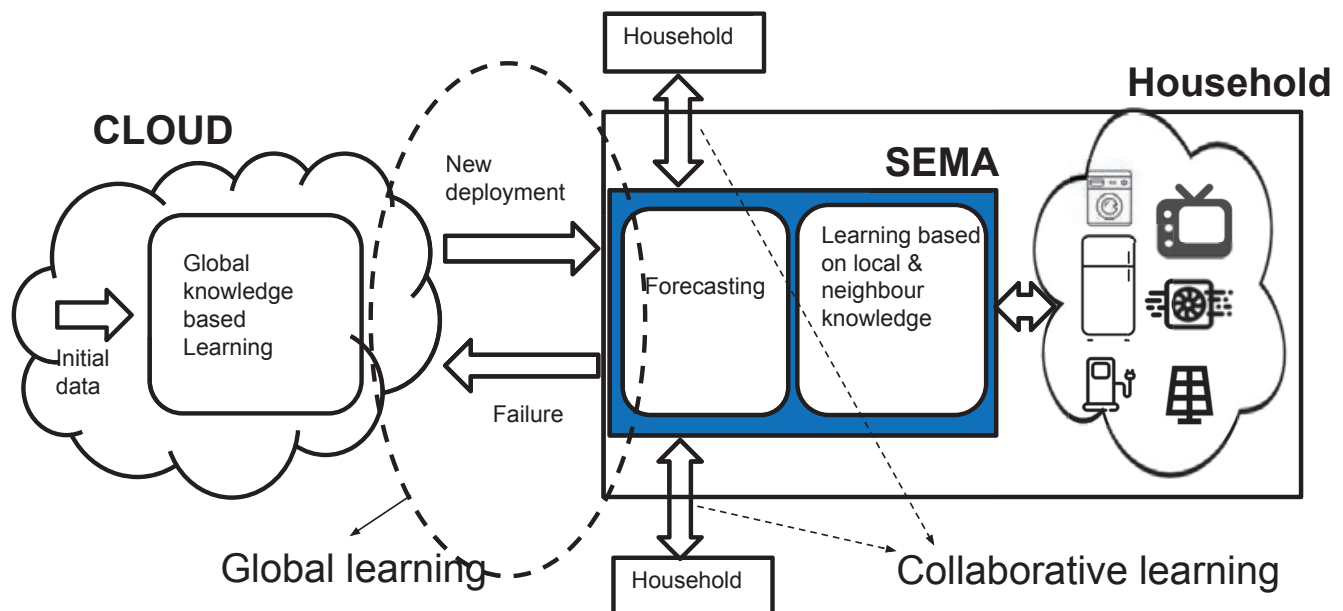 Household
Household
CLOUD
SEMA
New
deployment
Global
knowledge
based
Learning
Initial
data
Forecasting
Learning based
on local &
neighbour
knowledge
Failure
Global learning
Household
Collaborative learning